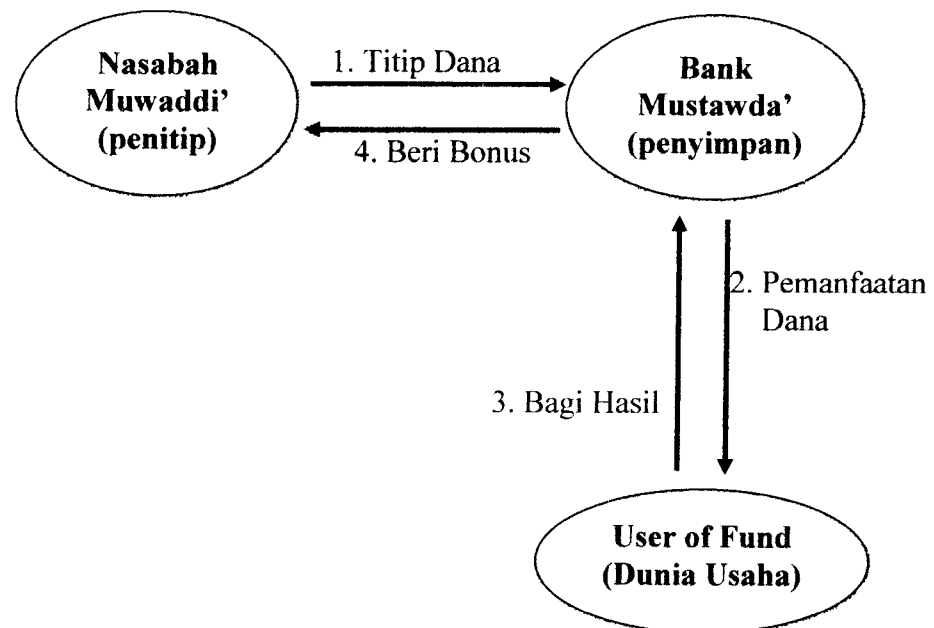 Nasabah
Muwaddi'
(penitip)
1. Titip Dana
4. Beri Bonus
Bank
Mustawda'
(penyimpan)
2. Pemanfaatan
Dana
3. Bagi Hasil
User of Fund
(Dunia Usaha)